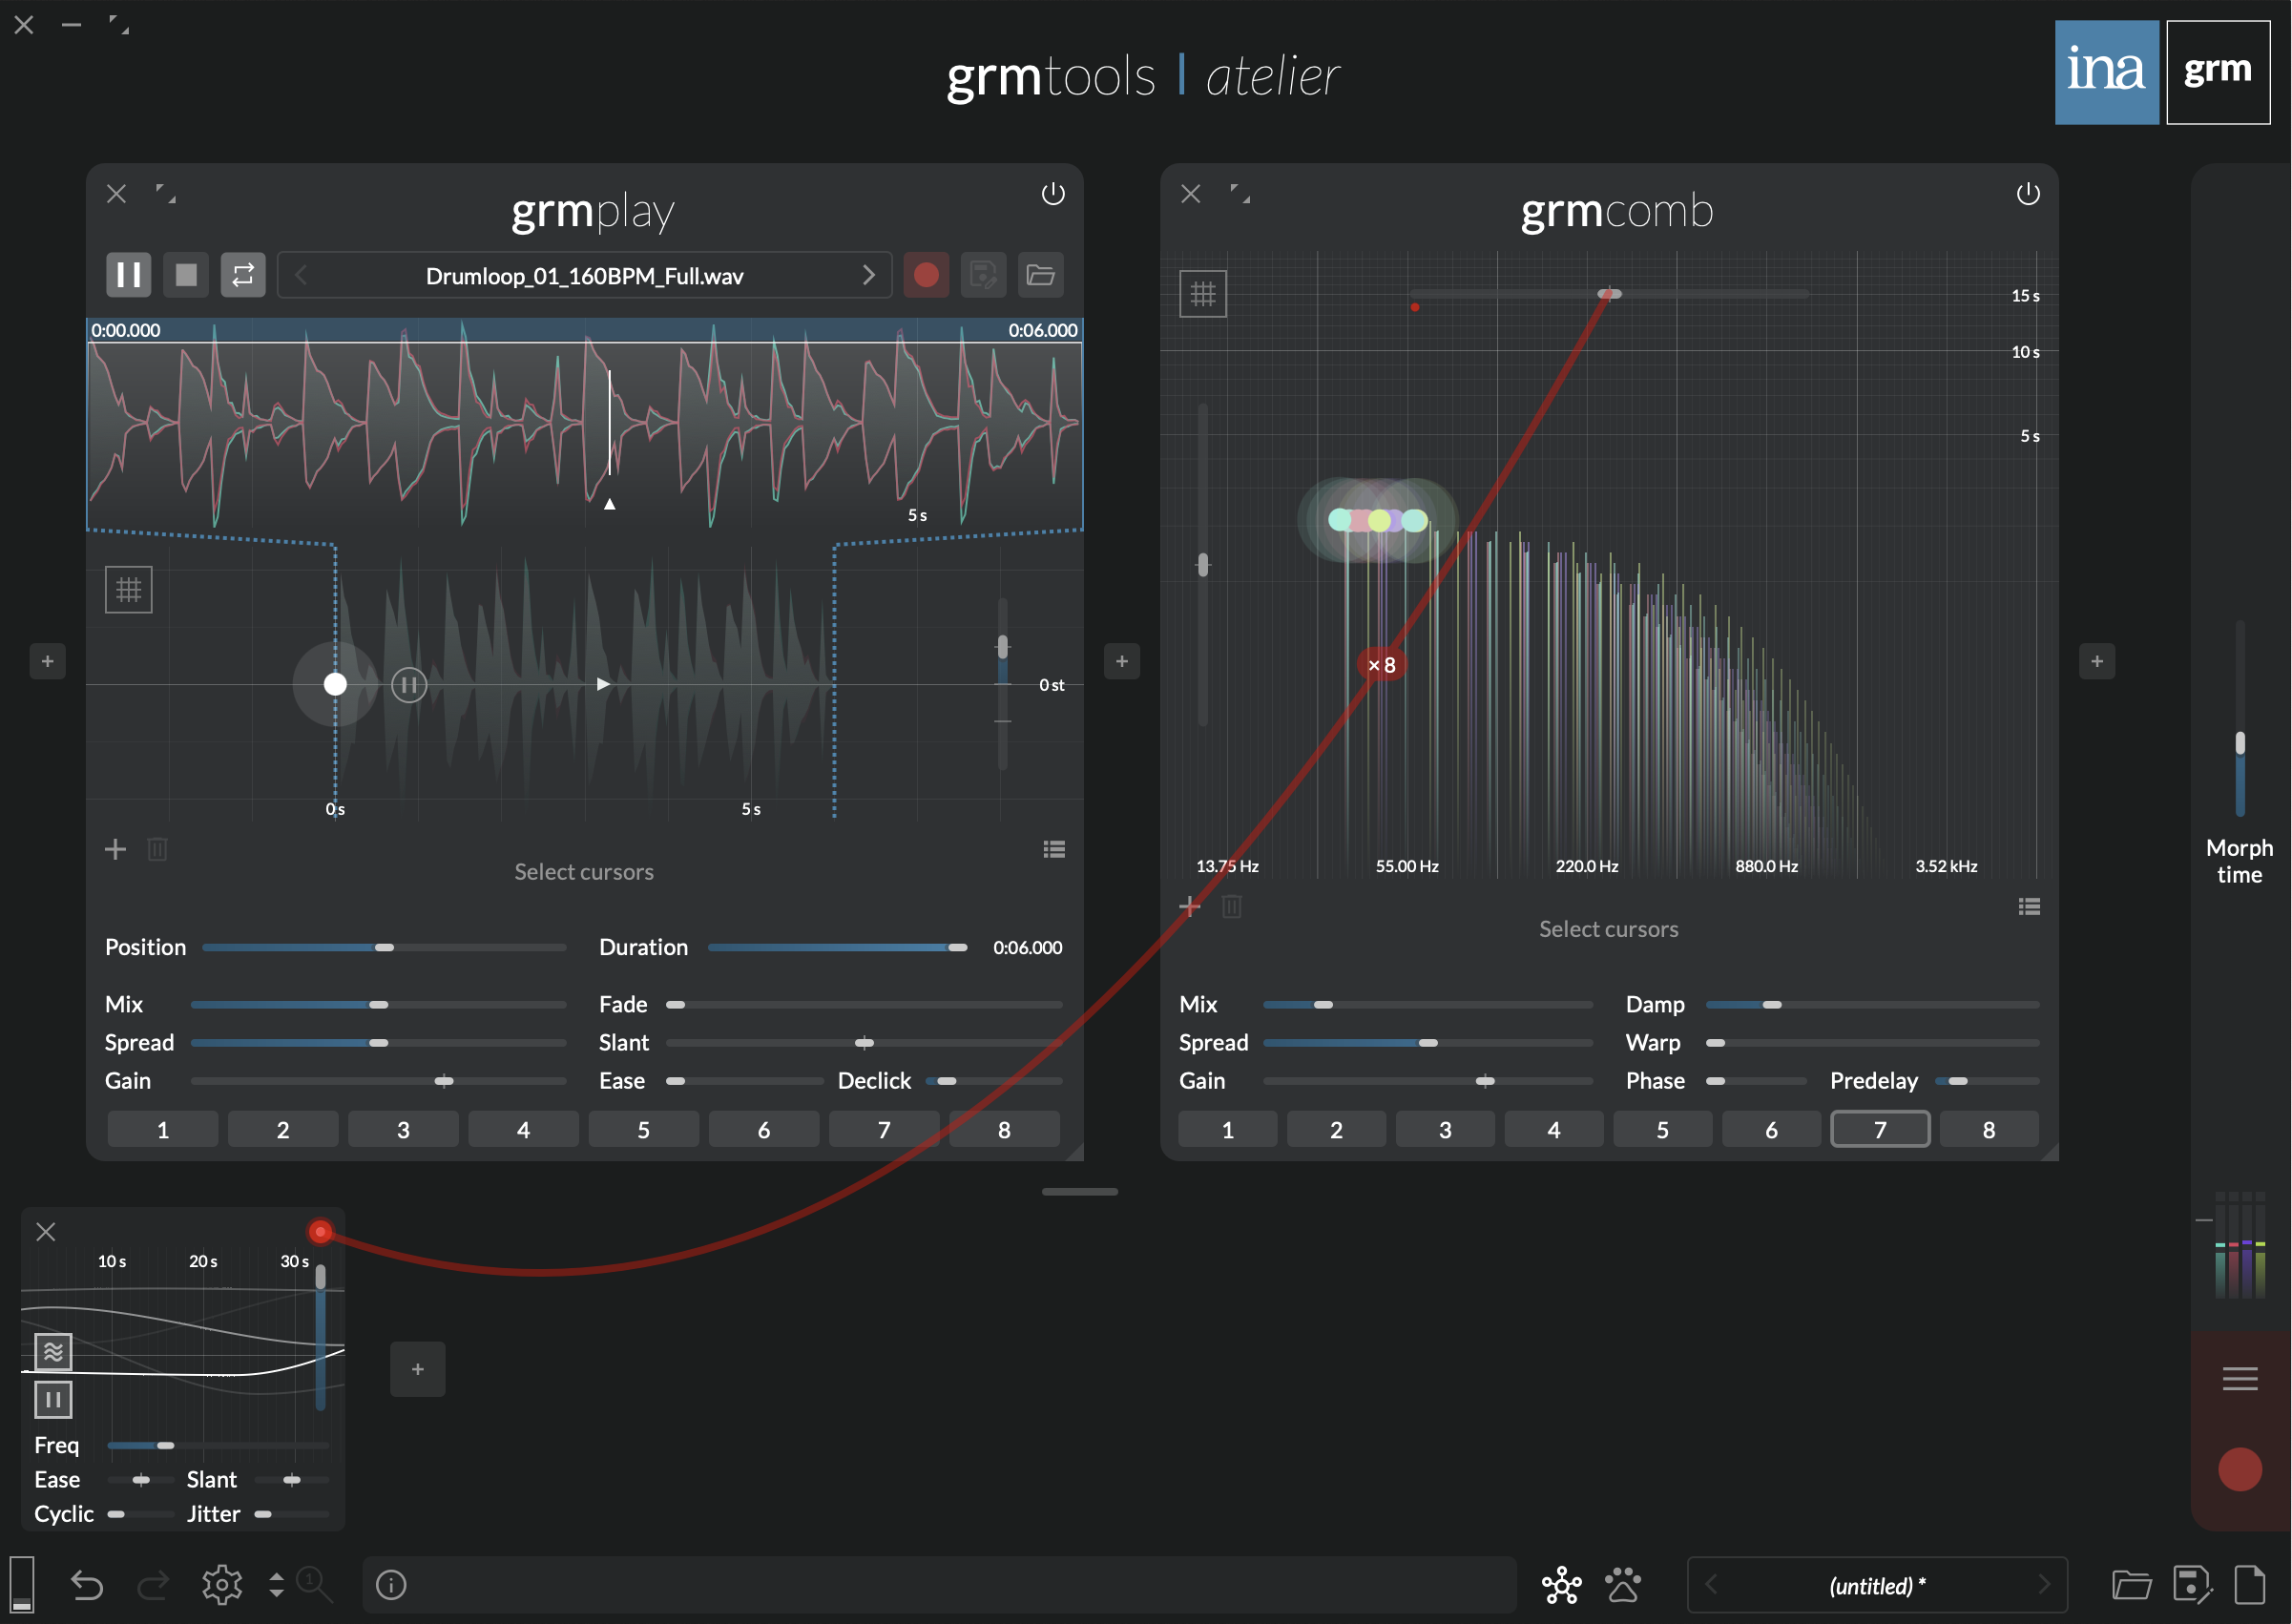 grmtools | atelier
ina grm
grmplay
Drumloop_01_160BPM_Full.wav
0:00.000 0:06.000
5 s
0 st
0 s 5 s
Select cursors
Position Duration 0:06.000
Mix Fade
Spread Slant
Gain Ease Declick
1 2 3 4 5 6 7 8
grmcomb
15 s
10 s
5 s
×8
13.75 Hz 55.00 Hz 220.0 Hz 880.0 Hz 3.52 kHz
Select cursors
Mix Damp
Spread Warp
Gain Phase Predelay
1 2 3 4 5 6 7 8
Morph
time
10 s 20 s 30 s
Freq
Ease Slant
Cyclic Jitter
1
(untitled) *